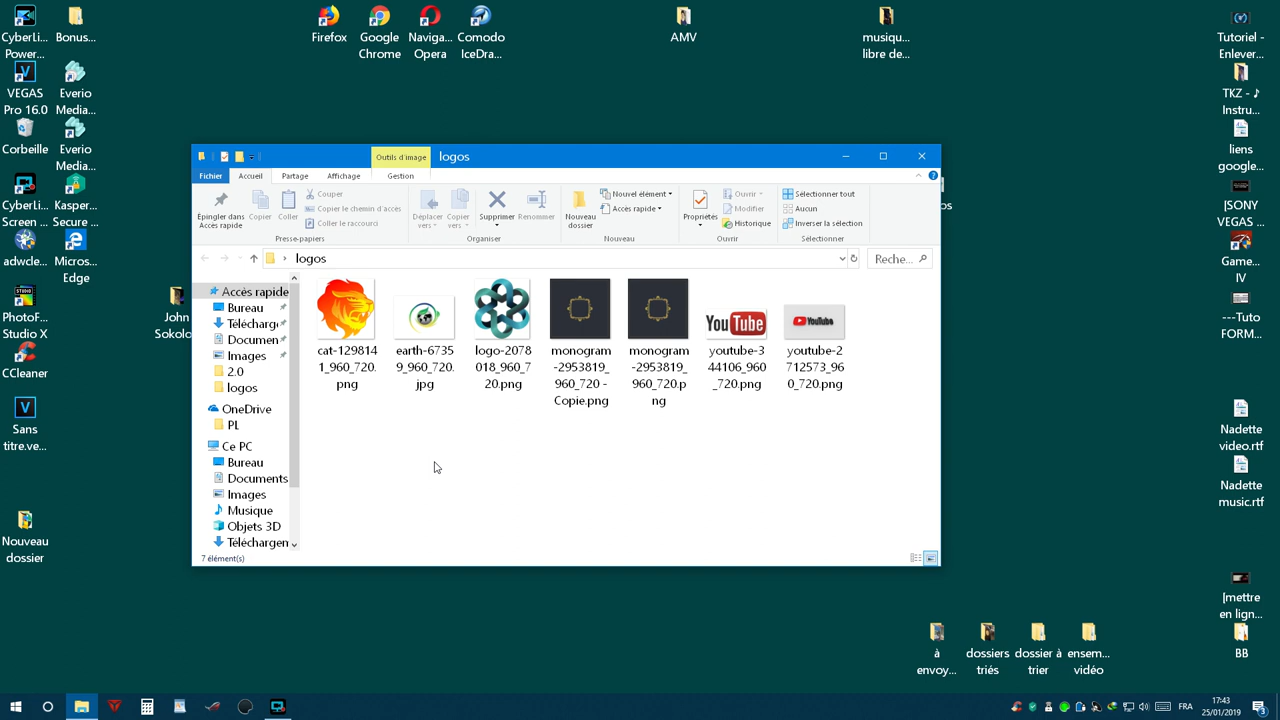 CyberLi...
Power...
Bonus...
Firefox
Google
Chrome
Naviga...
Opera
Comodo
IceDra...
AMV
musiqu...
libre de...
Tutoriel -
Enlever...
VEGAS
Pro 16.0
Everio
Media...
TKZ - ♪
Instru...
Corbeille
Everio
Media...
liens
google...
CyberLi...
Screen ...
Kasper...
Secure ...
|SONY
VEGAS ...
adwcle...
Micros...
Edge
Game...
IV
PhotoF...
Studio X
John
Sokolo
---Tuto
FORM...
CCleaner
Sans
titre.ve...
Nadette
video.rtf
Nadette
music.rtf
Nouveau
dossier
|mettre
en lign...
à
envoy...
dossiers
triés
dossier à
trier
ensem...
vidéo
BB
Outils d'image
logos
Fichier
Accueil
Partage
Affichage
Gestion
Épingler dans
Accès rapide
Copier
Coller
Couper
Copier le chemin d'accès
Coller le raccourci
Presse-papiers
Déplacer
vers
Copier
vers
Supprimer
Renommer
Organiser
Nouveau
dossier
Nouvel élément
Accès rapide
Nouveau
Propriétés
Ouvrir
Modifier
Historique
Ouvrir
Sélectionner tout
Aucun
Inverser la sélection
Sélectionner
logos
Reche...
Accès rapide
Bureau
Télécharg
Documen
Images
2.0
logos
OneDrive
PL
Ce PC
Bureau
Documents
Images
Musique
Objets 3D
Téléchargen
YouTube
YouTube
cat-129814
1_960_720.
png
earth-6735
9_960_720.
jpg
logo-2078
018_960_7
20.png
monogram
-2953819_
960_720 -
Copie.png
monogram
-2953819_
960_720.p
ng
youtube-3
44106_960
_720.png
youtube-2
712573_96
0_720.png
7 élément(s)
FRA
17:43
25/01/2019
3